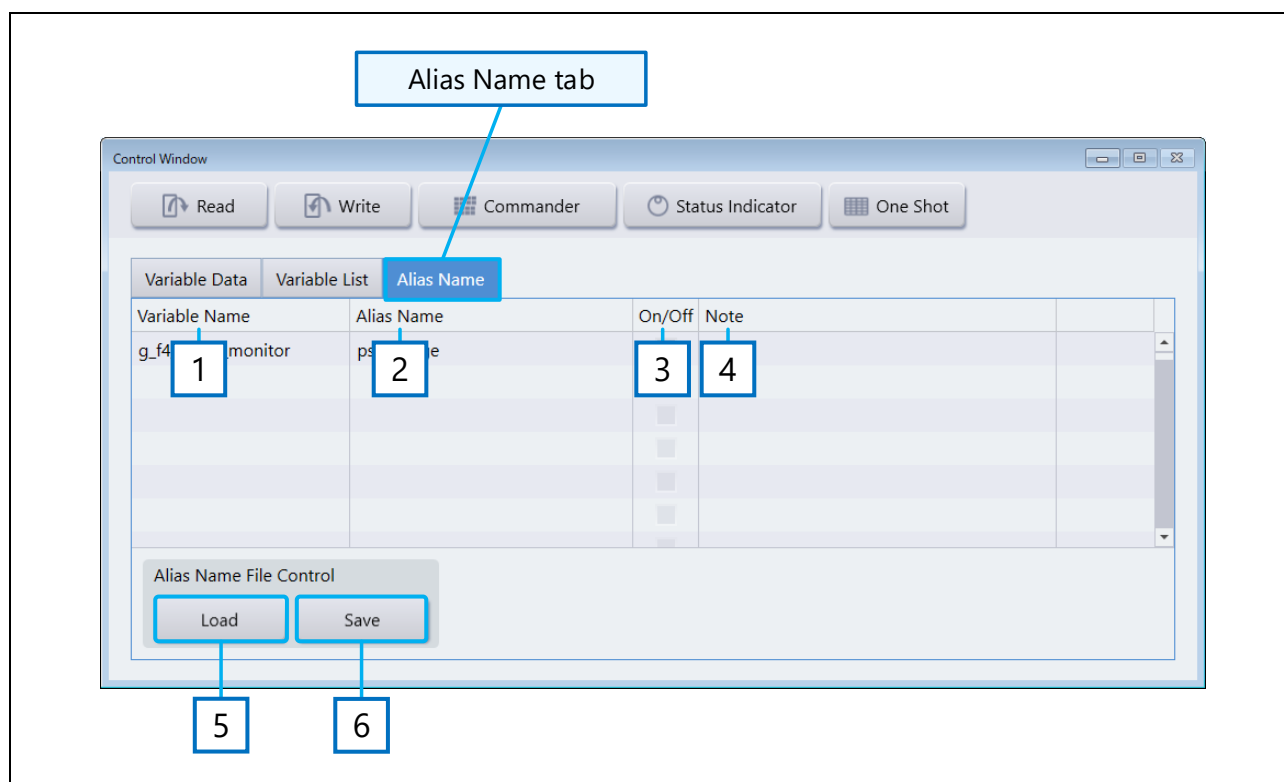 Alias Name tab
Control Window
Read Write Commander Status Indicator One Shot
Variable Data Variable List Alias Name
Variable Name Alias Name On/Off Note
1 2 3 4
Alias Name File Control
Load Save
5 6